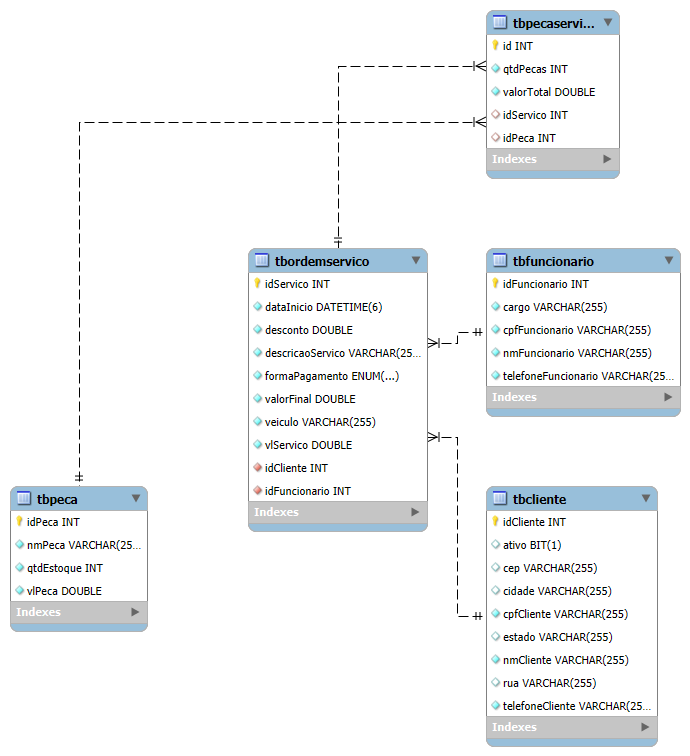 tbpecaservi...
id INT
qtdPecas INT
valorTotal DOUBLE
idServico INT
idPeca INT
Indexes
tbordemservico
idServico INT
dataInicio DATETIME(6)
desconto DOUBLE
descricaoServico VARCHAR(25...
formaPagamento ENUM(...)
valorFinal DOUBLE
veiculo VARCHAR(255)
vlServico DOUBLE
idCliente INT
idFuncionario INT
Indexes
tbfuncionario
idFuncionario INT
cargo VARCHAR(255)
cpfFuncionario VARCHAR(255)
nmFuncionario VARCHAR(255)
telefoneFuncionario VARCHAR(25...
Indexes
tbpeca
idPeca INT
nmPeca VARCHAR(25...
qtdEstoque INT
vlPeca DOUBLE
Indexes
tbcliente
idCliente INT
ativo BIT(1)
cep VARCHAR(255)
cidade VARCHAR(255)
cpfCliente VARCHAR(255)
estado VARCHAR(255)
nmCliente VARCHAR(255)
rua VARCHAR(255)
telefoneCliente VARCHAR(25...
Indexes